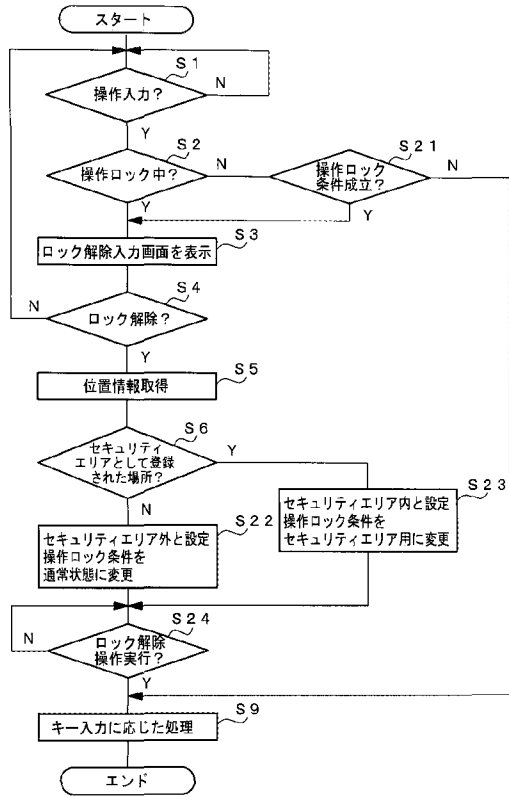 スタート
S1
操作入力?
N
Y
S2
操作ロック中?
N
Y
S21
操作ロック
条件成立?
N
Y
S3
ロック解除入力画面を表示
S4
ロック解除?
N
Y
S5
位置情報取得
S6
セキュリティ
エリアとして登録
された場所?
Y
N
S22
セキュリティエリア外と設定
操作ロック条件を
通常状態に変更
S23
セキュリティエリア内と設定
操作ロック条件を
セキュリティエリア用に変更
S24
ロック解除
操作実行?
N
Y
S9
キー入力に応じた処理
エンド